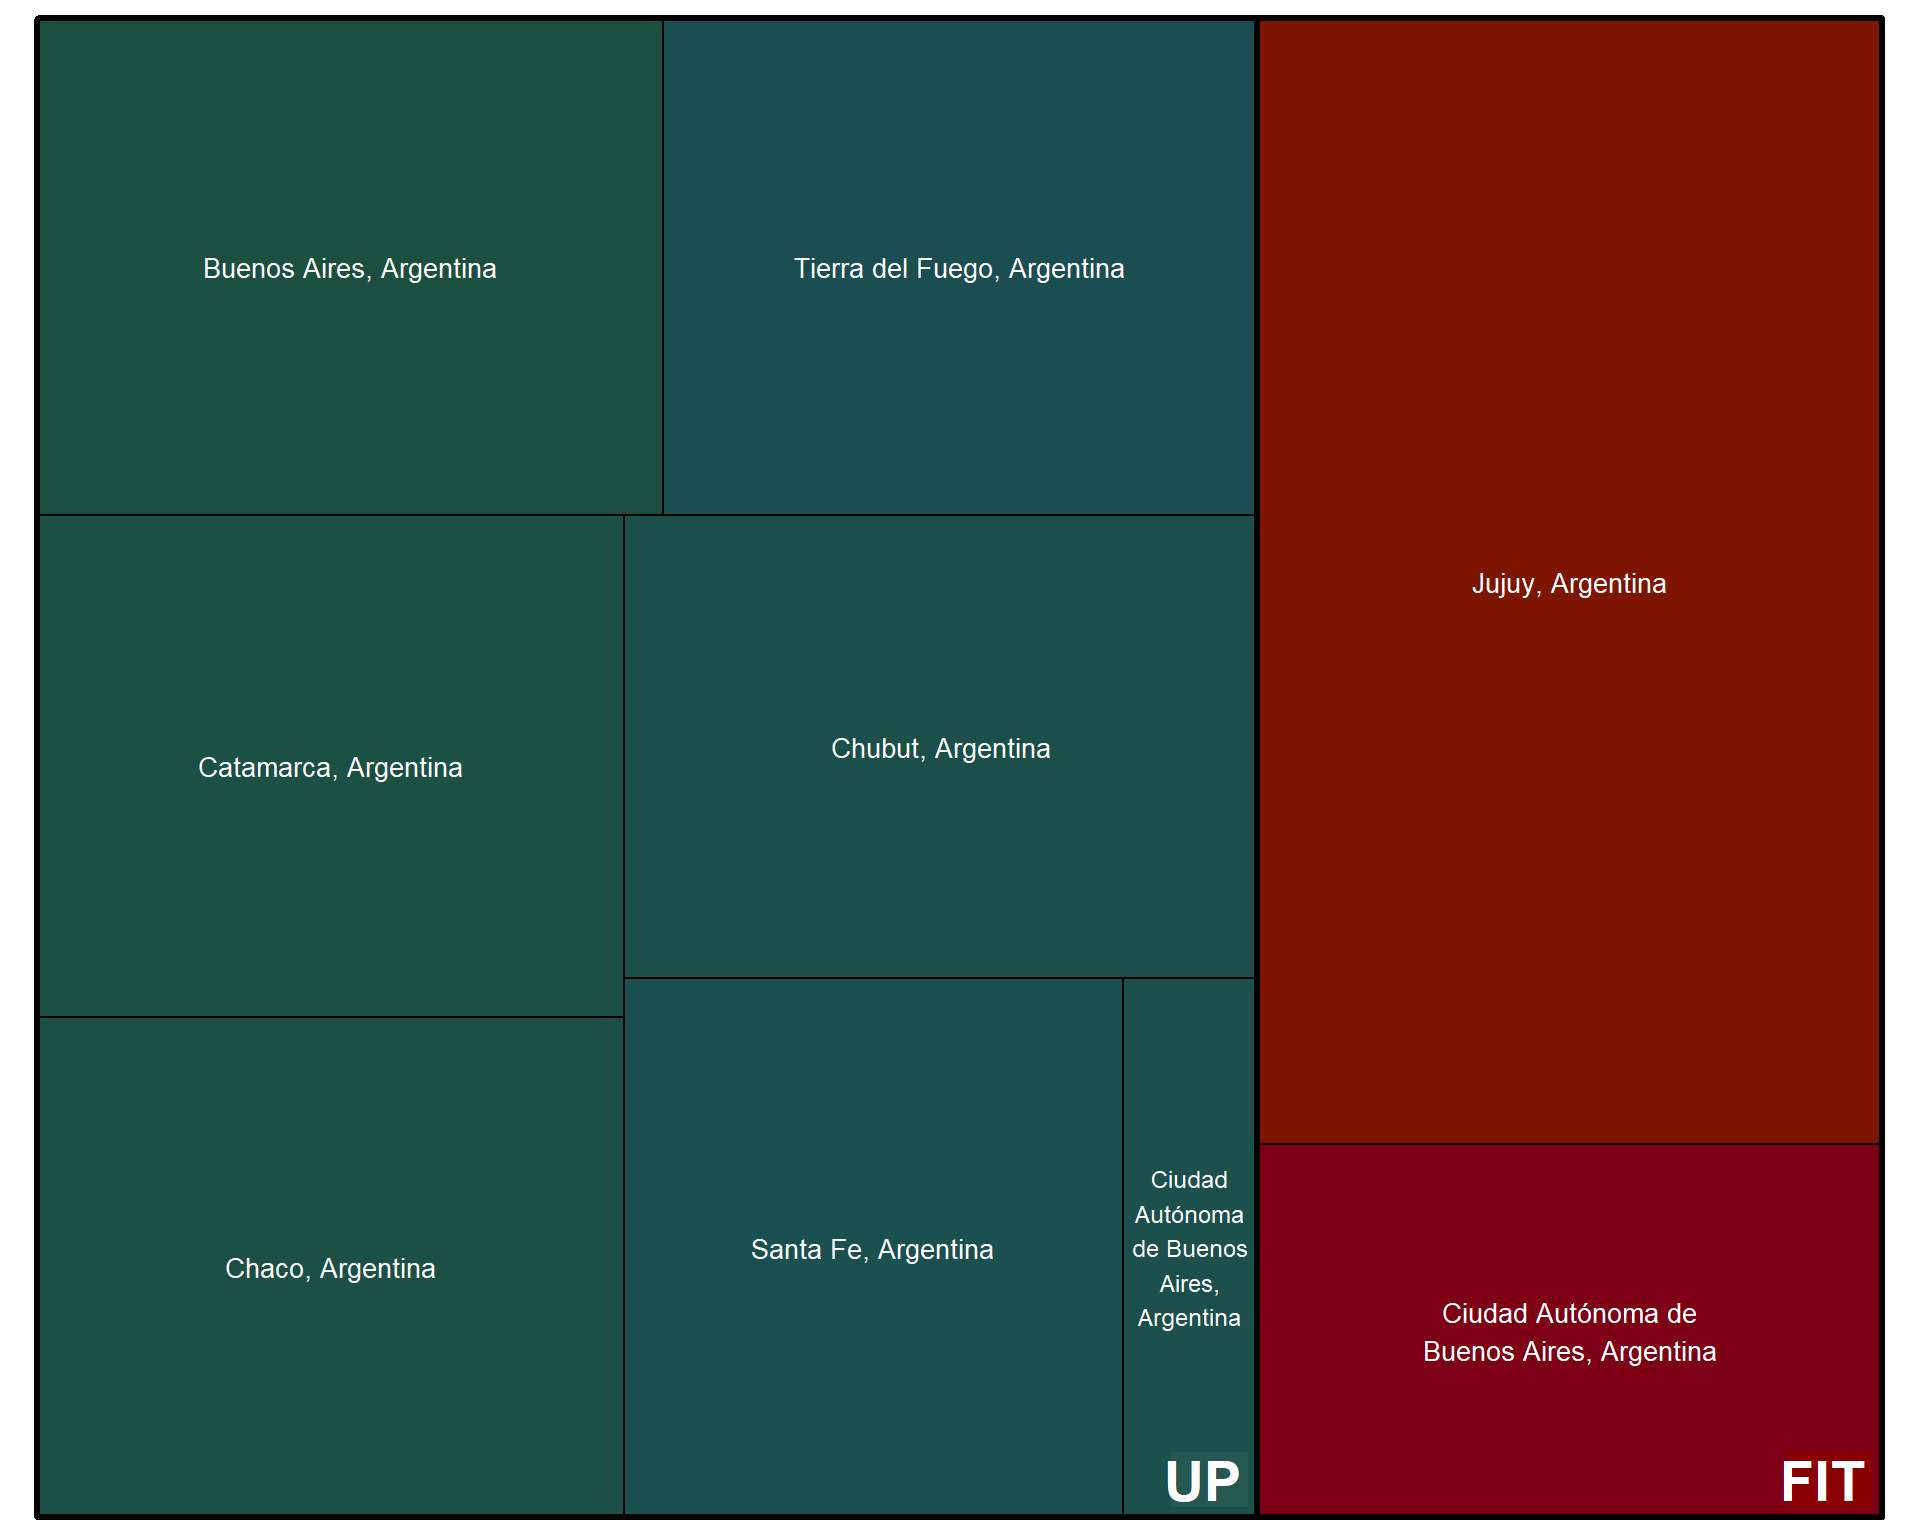 Buenos Aires, Argentina
Tierra del Fuego, Argentina
Jujuy, Argentina
Catamarca, Argentina
Chubut, Argentina
Chaco, Argentina
Santa Fe, Argentina
Ciudad
Autónoma
de Buenos
Aires,
Argentina
UP
Ciudad Autónoma de
Buenos Aires, Argentina
FIT